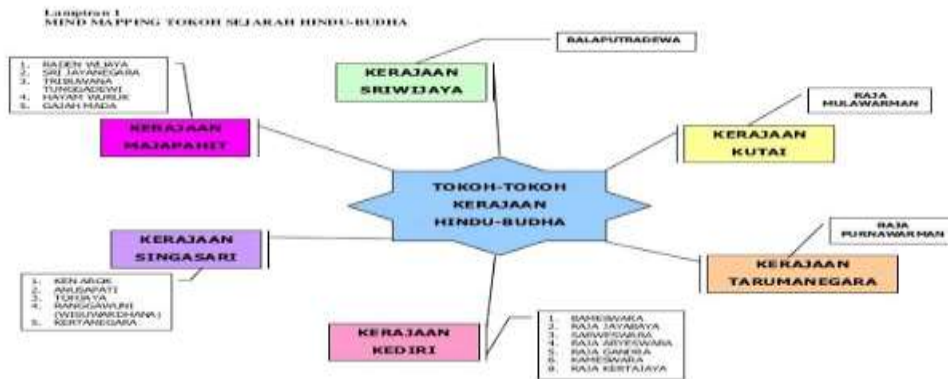 Lampiran 1
MIND MAPPING TOKOH SEJARAH HINDU-BUDHA
BALAPUTRADEWA
KERAJAAN
SRIWIJAYA
1. RADEN WIJAYA
2. SRI JAYANEGARA
3. TRIBUWANA
TUNGGADEWI
4. HAYAM WURUK
5. GAJAH MADA
KERAJAAN
MAJAPAHIT
RAJA
MULAWARMAN
KERAJAAN
KUTAI
TOKOH-TOKOH
KERAJAAN
HINDU-BUDHA
RAJA
PURNAWARMAN
KERAJAAN
TARUMANEGARA
KERAJAAN
SINGASARI
1. KEN AROK
2. ANUSAPATI
3. TOHJAYA
4. RANGGAWUNI
(WISNUWARDHANA)
5. KERTANEGARA
KERAJAAN
KEDIRI
1. BAMESWARA
2. RAJA JAYABAYA
3. SARWESWARA
4. RAJA ARYESWARA
5. RAJA GANDRA
6. KAMESWARA
8. RAJA KERTAJAYA